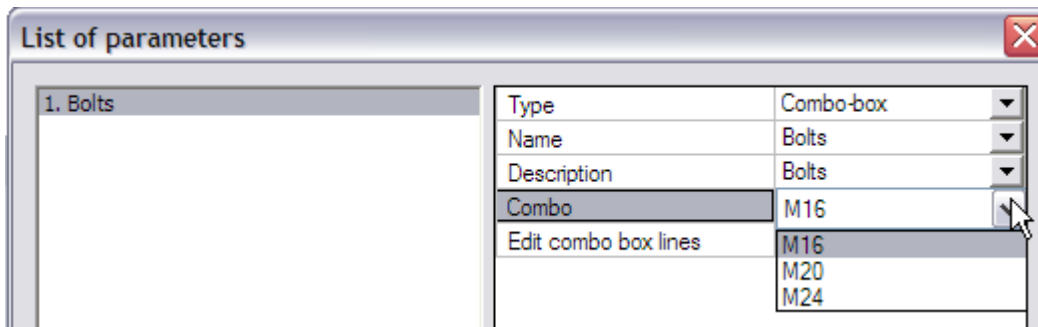 List of parameters
1. Bolts
Type Combo-box
Name Bolts
Description Bolts
Combo M16
Edit combo box lines M16
M20
M24